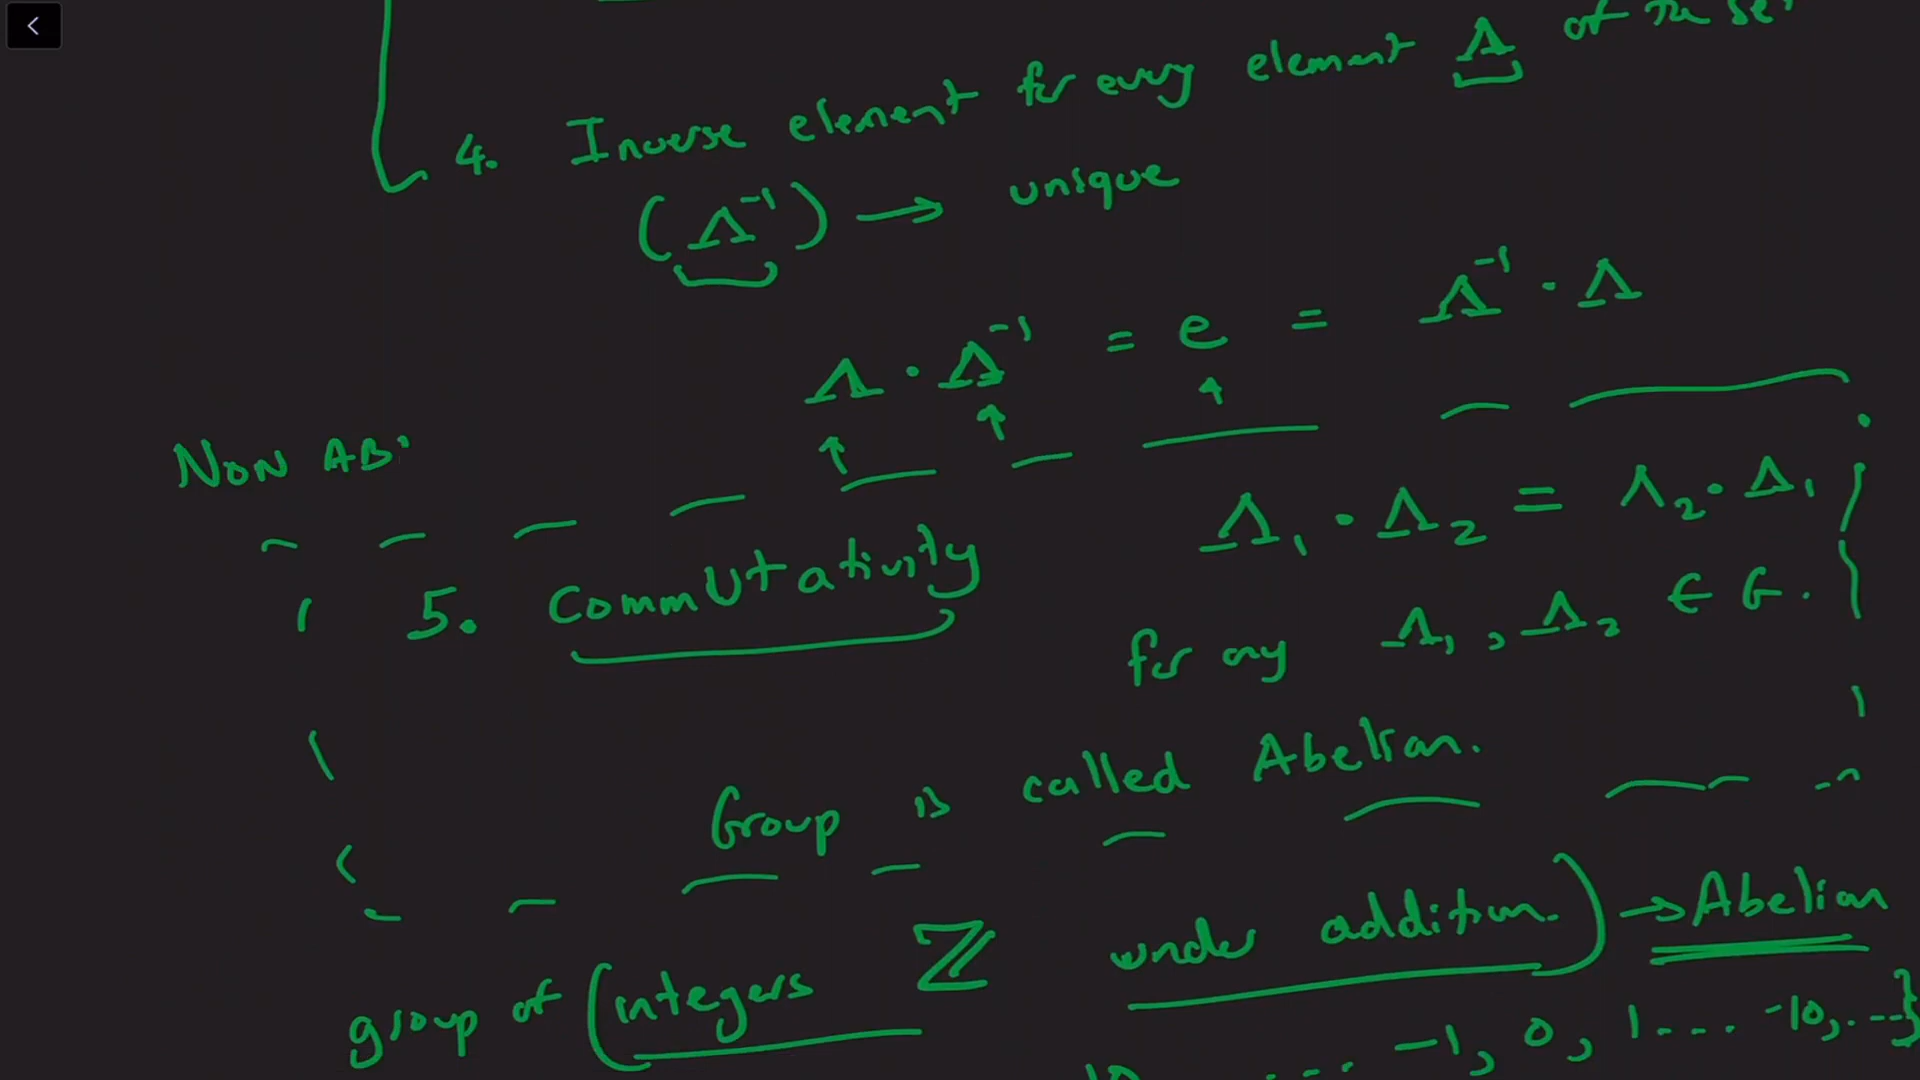 4. Inverse element for every element Λ of the set
(Λ⁻¹) → unique
Λ · Λ⁻¹ = e = Λ⁻¹ · Λ
NON AB
5. Commutativity Λ₁ · Λ₂ = Λ₂ · Λ₁
for any Λ₁, Λ₂ ∈ G.
Group is called Abelian.
group of (integers ℤ under addition.) → Abelian
-1, 0, 1.... -10, ...}